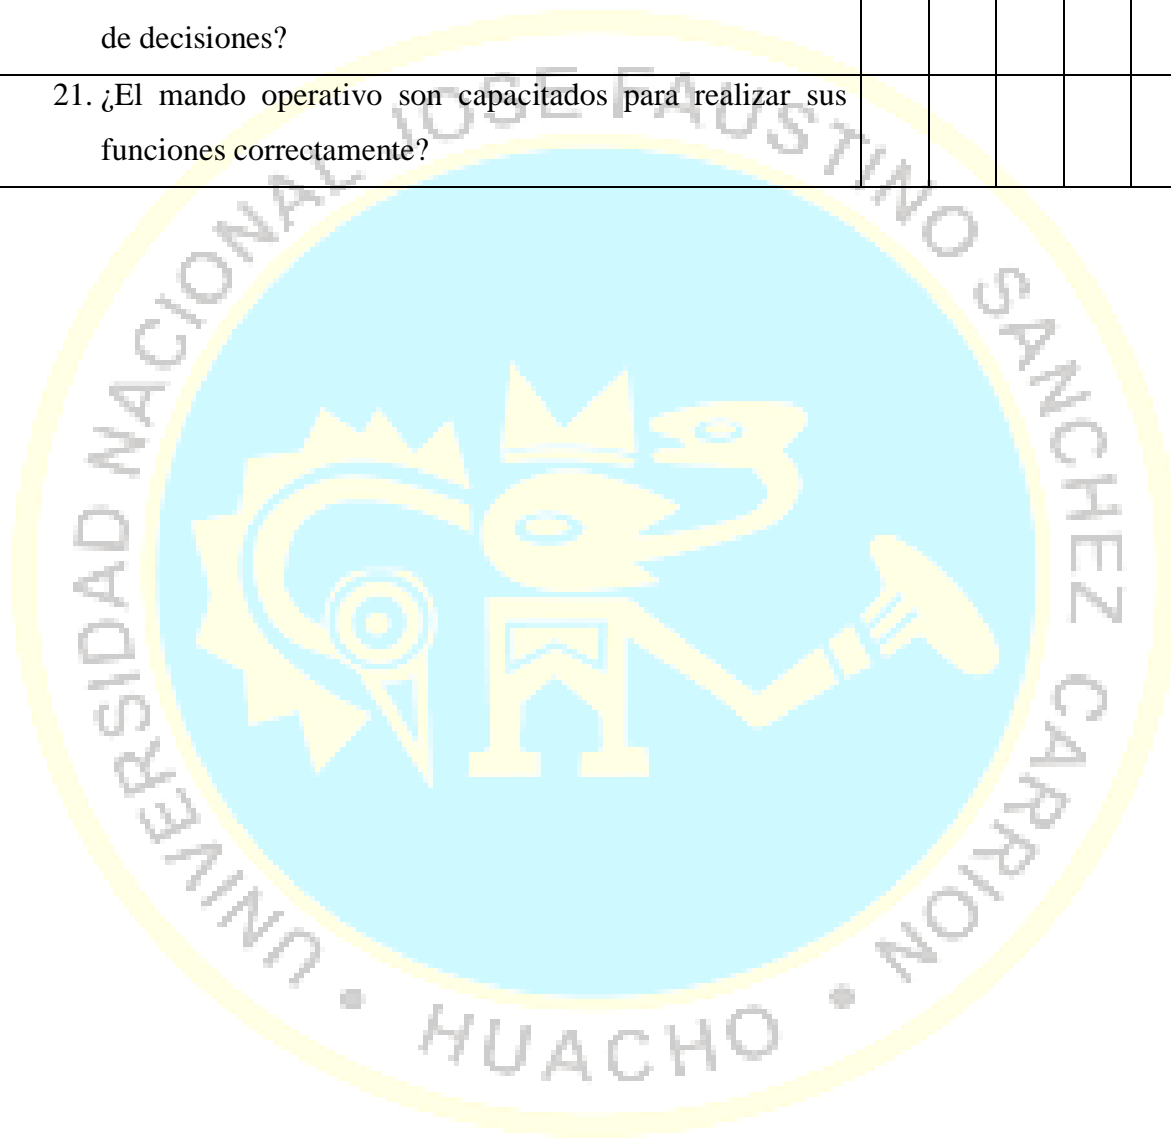 de decisiones?
21. ¿El mando operativo son capacitados para realizar sus
funciones correctamente?
UNIVERSIDAD NACIONAL JOSE FAUSTINO SANCHEZ CARRION
• HUACHO •